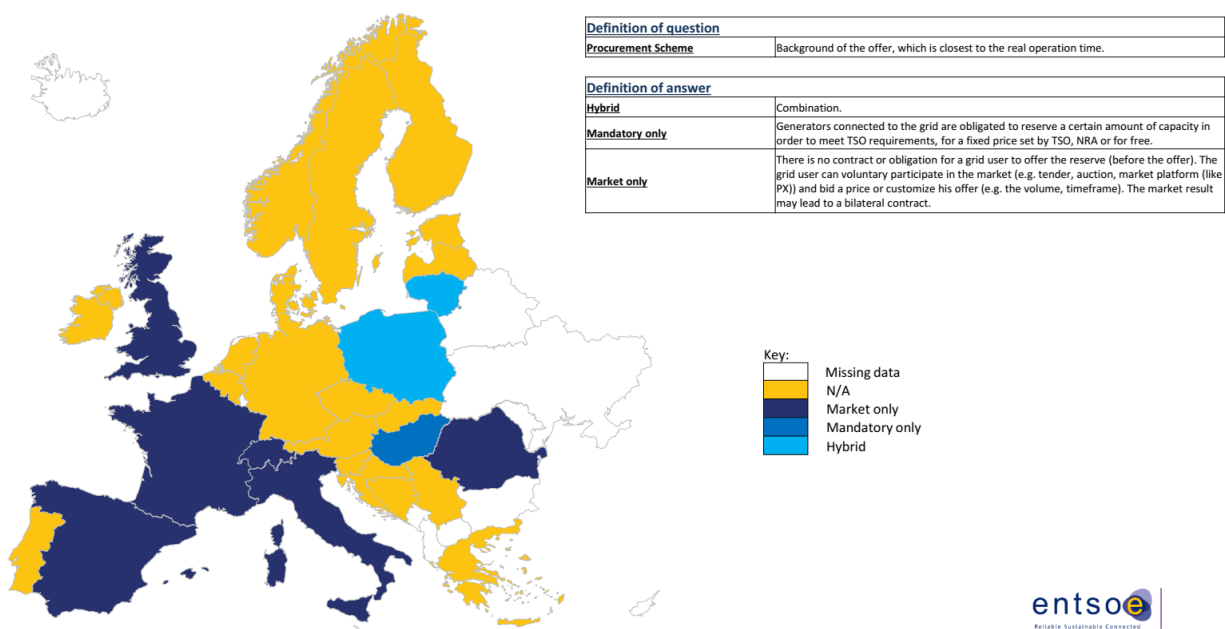 Definition of question
Procurement Scheme
Background of the offer, which is closest to the real operation time.
Definition of answer
Hybrid
Combination.
Mandatory only
Generators connected to the grid are obligated to reserve a certain amount of capacity in
order to meet TSO requirements, for a fixed price set by TSO, NRA or for free.
Market only
There is no contract or obligation for a grid user to offer the reserve (before the offer). The
grid user can voluntary participate in the market (e.g. tender, auction, market platform (like
PX)) and bid a price or customize his offer (e.g. the volume, timeframe). The market result
may lead to a bilateral contract.
Key:
Missing data
N/A
Market only
Mandatory only
Hybrid
entsoe
Reliable Sustainable Connected